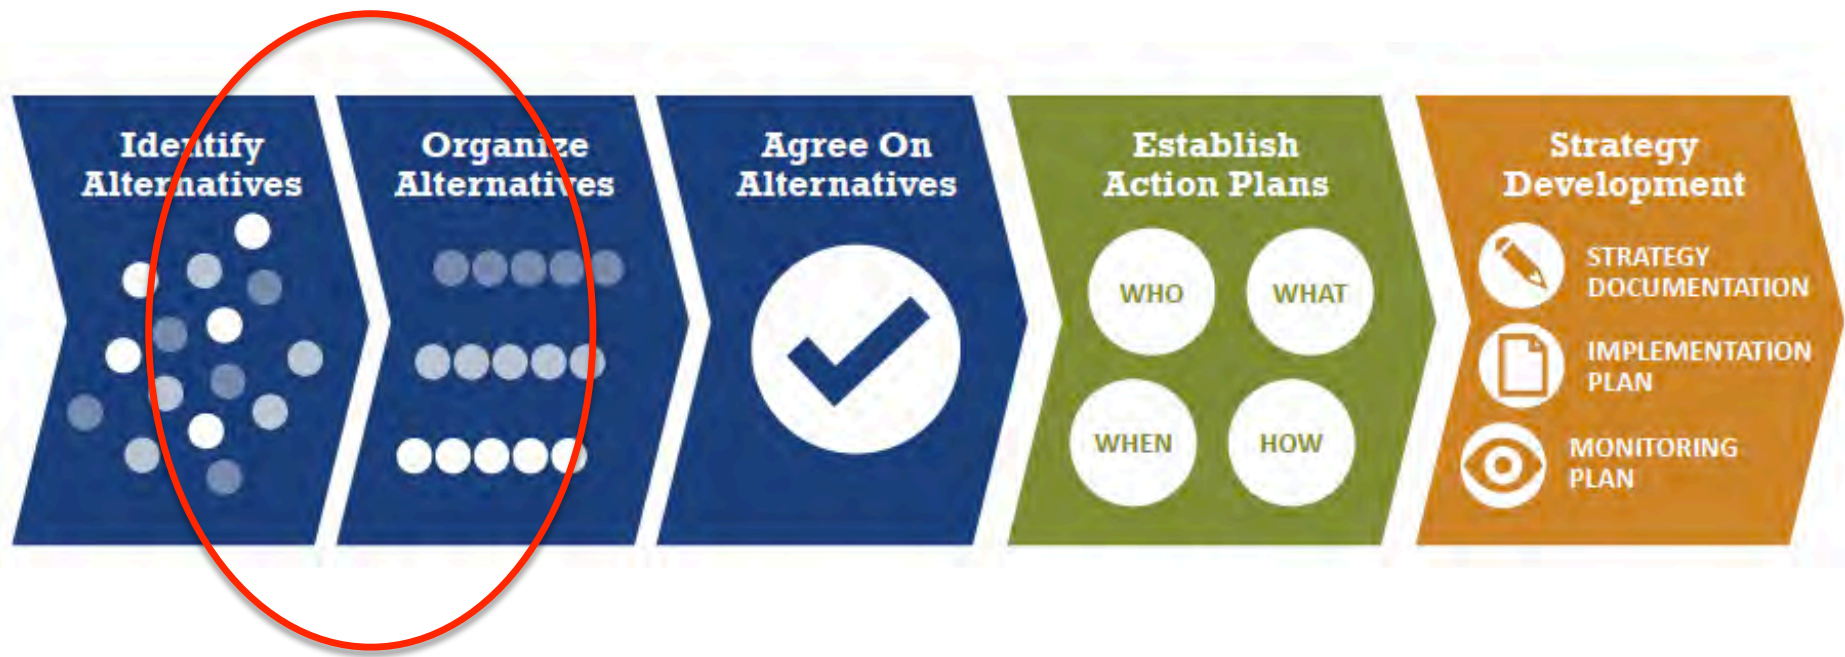 Identify
Alternatives
Organize
Alternatives
Agree On
Alternatives
Establish
Action Plans
WHO
WHAT
WHEN
HOW
Strategy
Development
STRATEGY
DOCUMENTATION
IMPLEMENTATION
PLAN
MONITORING
PLAN